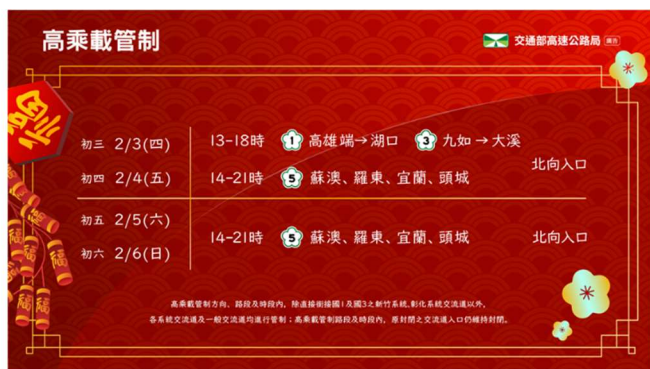 高乘載管制
交通部高速公路局 廣告
福
初三 2/3(四)
初四 2/4(五)
13-18時 1 高雄端→湖口 3 九如→大溪
14-21時 5 蘇澳、羅東、宜蘭、頭城
北向入口
初五 2/5(六)
初六 2/6(日)
14-21時 5 蘇澳、羅東、宜蘭、頭城
北向入口
高乘載管制方向、路段及時段內，除直接銜接國1及國3之新竹系統、彰化系統交流道以外，
各系統交流道及一般交流道均進行管制；高乘載管制路段及時段內，原封閉之交流道入口仍維持封閉。
福
福
福
福